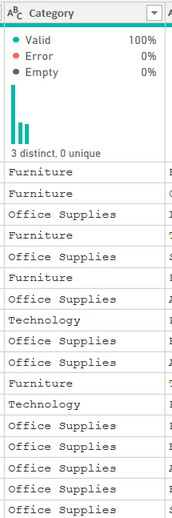 ABC Category
Valid 100%
Error 0%
Empty 0%
3 distinct, 0 unique
Furniture
Furniture
Office Supplies
Furniture
Office Supplies
Furniture
Office Supplies
Technology
Office Supplies
Office Supplies
Furniture
Technology
Office Supplies
Office Supplies
Office Supplies
Office Supplies
Office Supplies